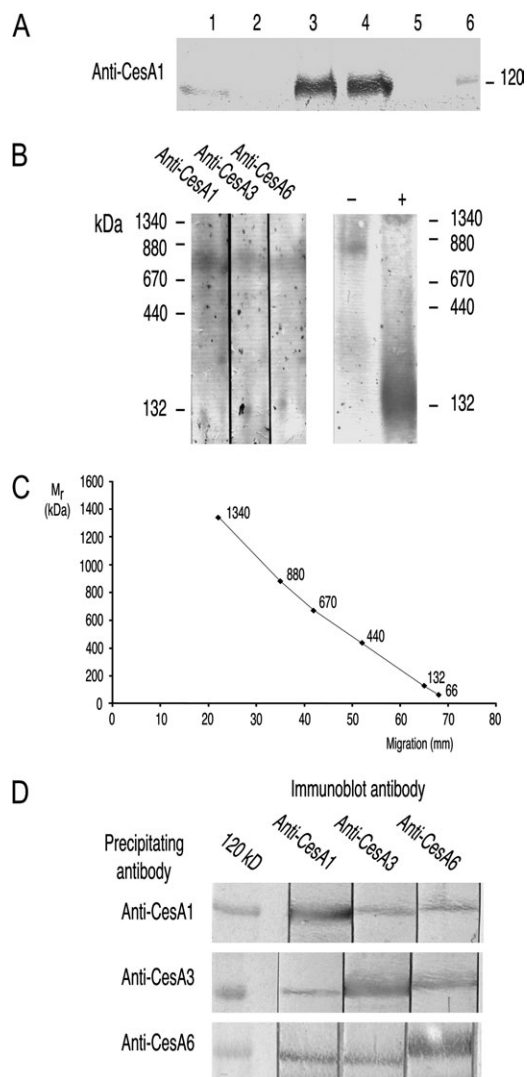 A
1 2 3 4 5 6
Anti-CesA1
– 120
B
Anti-CesA1
Anti-CesA3
Anti-CesA6
– +
kDa
1340 –
880 –
670 –
440 –
132 –
– 1340
– 880
– 670
– 440
– 132
C
Mr
(kDa)
1600
1400
1200
1000
800
600
400
200
0
1340
880
670
440
132
66
0 10 20 30 40 50 60 70 80
Migration (mm)
D
Immunoblot antibody
Precipitating
antibody
120 kD
Anti-CesA1
Anti-CesA3
Anti-CesA6
Anti-CesA1
Anti-CesA3
Anti-CesA6